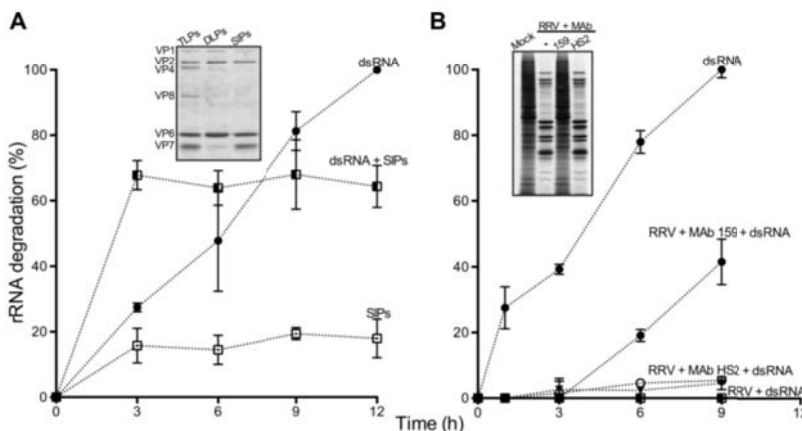 A
TLPs DLPs SIPs
VP1
VP2
VP4
VP8
VP6
VP7
dsRNA
dsRNA + SIPs
SIPs
rRNA degradation (%)
100
80
60
40
20
0
0 3 6 9 12
B
RRV + MAb
Mock - 159 HS2
dsRNA
RRV + MAb 159 + dsRNA
RRV + MAb HS2 + dsRNA
RRV + dsRNA
100
80
60
40
20
0
0 3 6 9 12
Time (h)